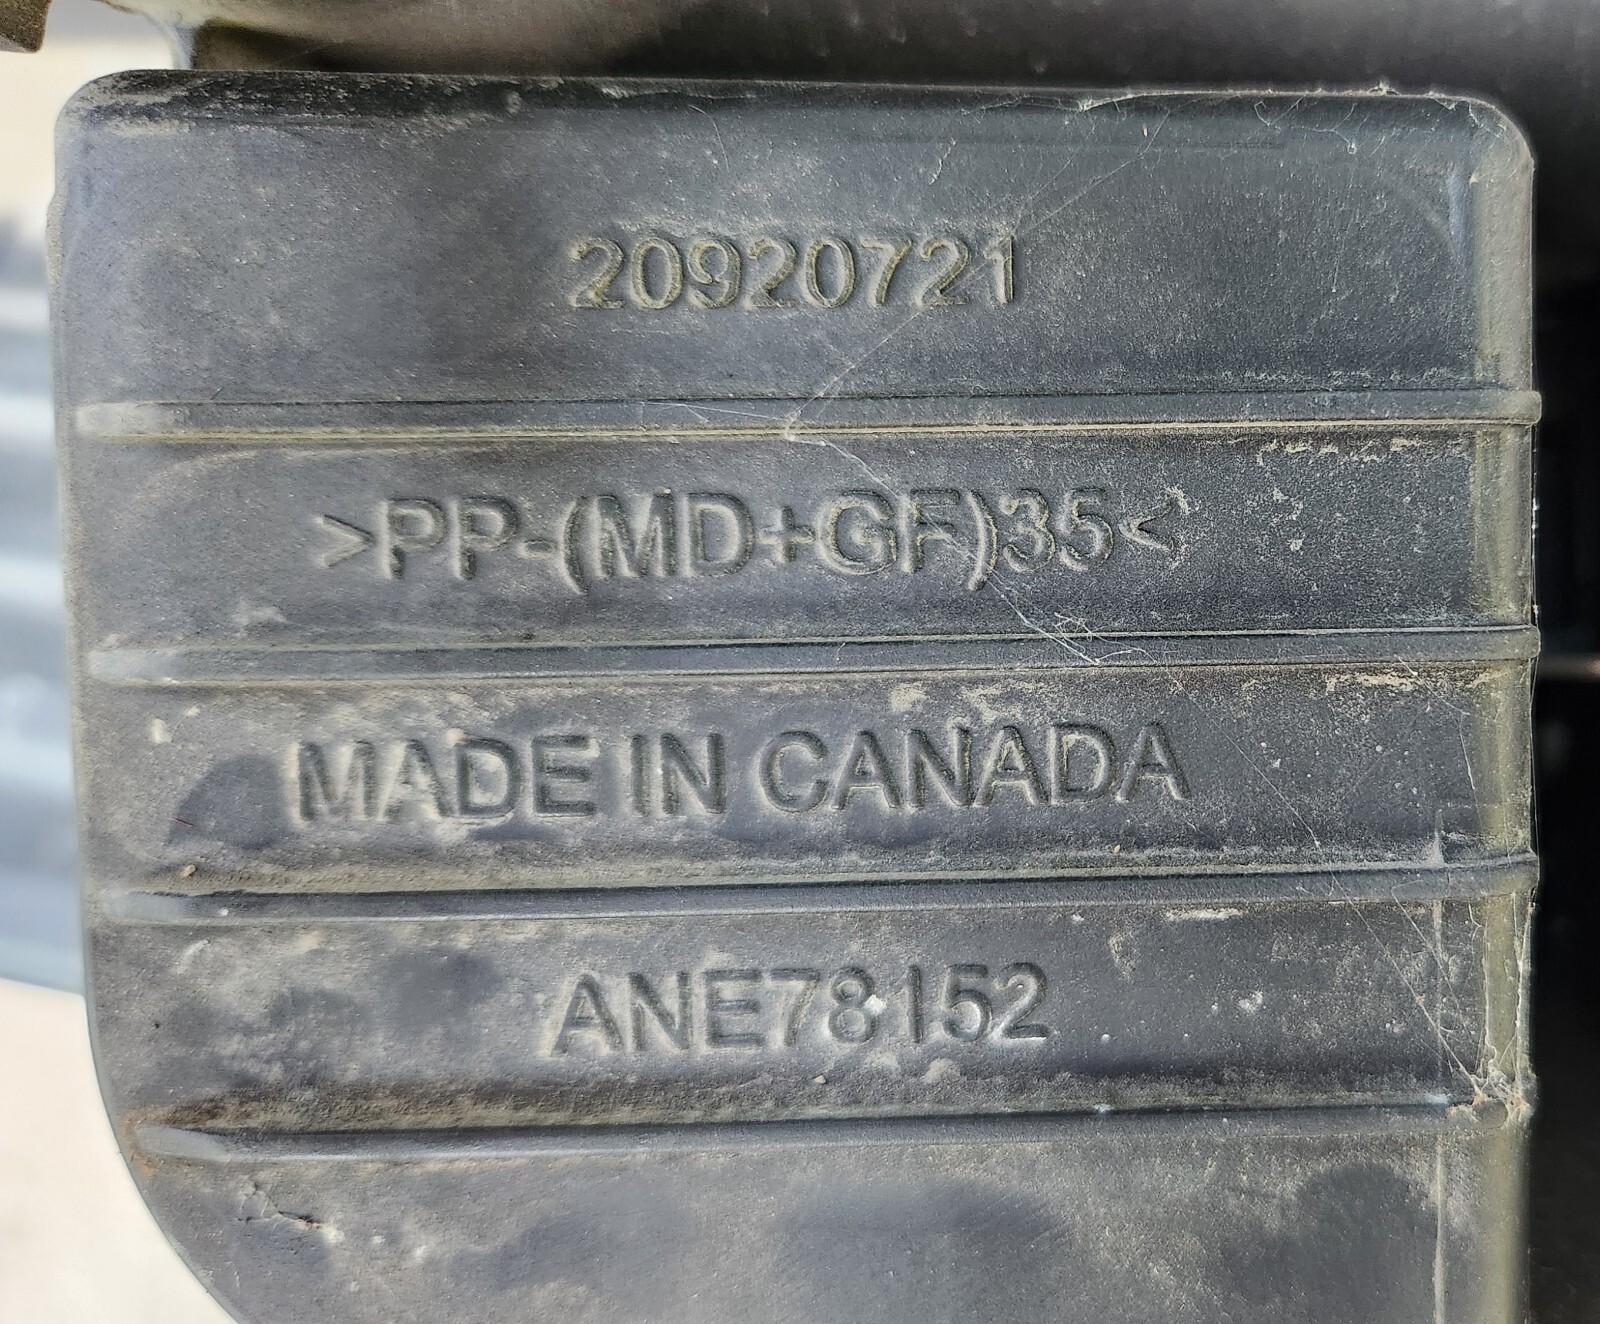 20920721
>PP-(MD+GF)35<
MADE IN CANADA
ANE78152